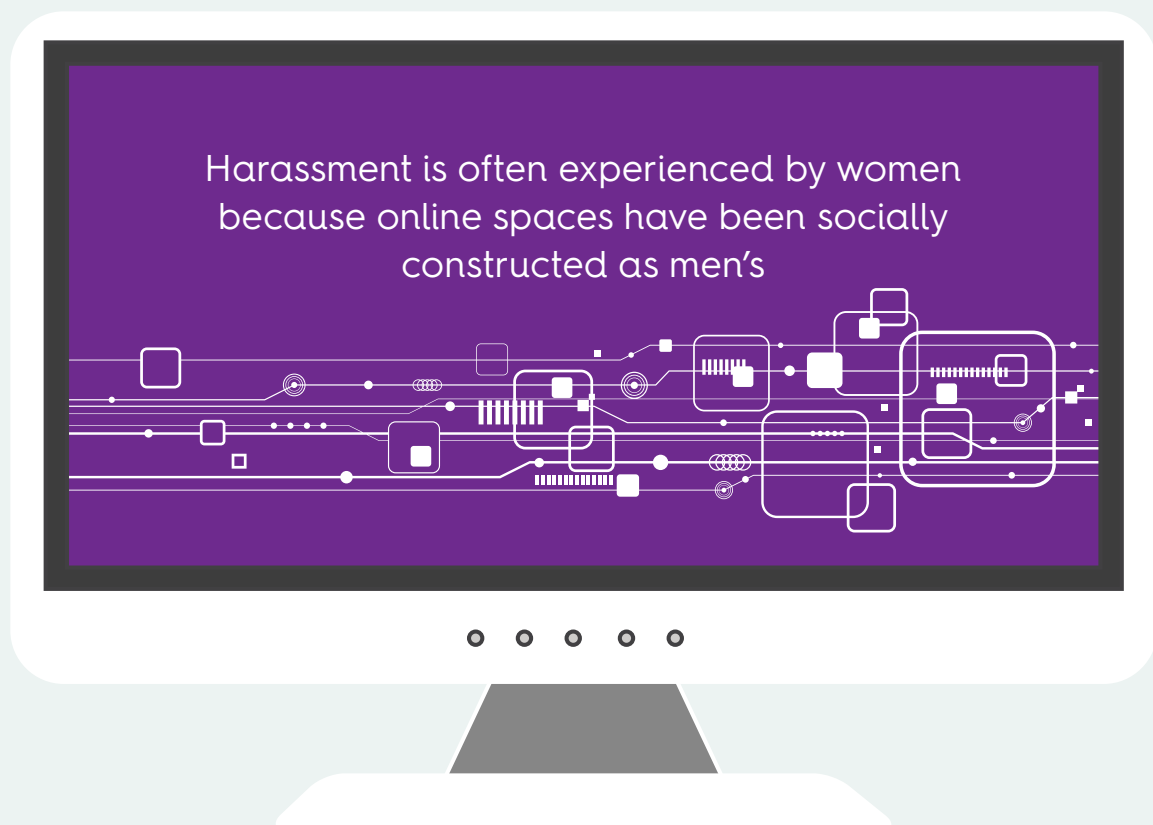 Harassment is often experienced by women
because online spaces have been socially
constructed as men’s